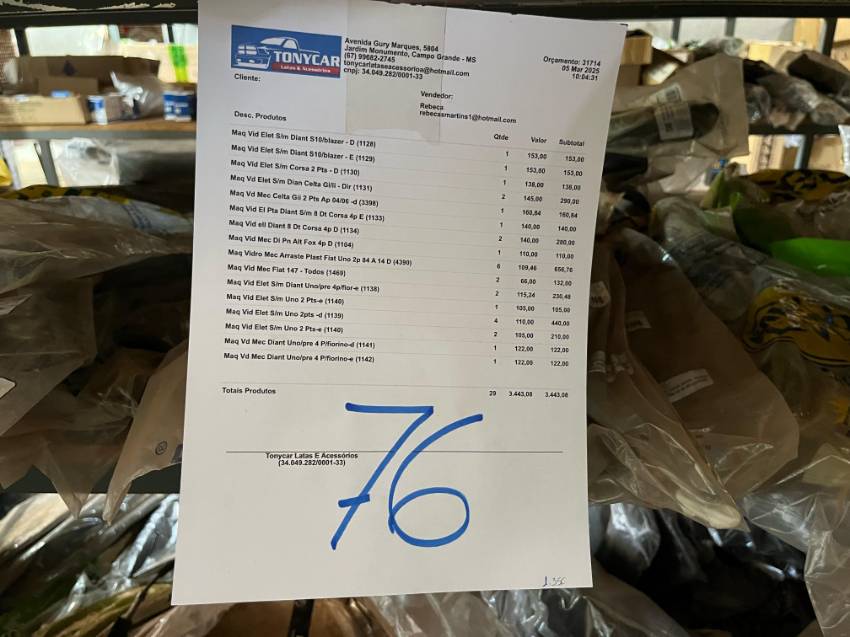 TONYCAR
Latas & Acessórios
Avenida Gury Marques, 5864
Jardim Monumento, Campo Grande - MS
(67) 99682-2745
tonycarlataseacessorioa@hotmail.com
cnpj: 34.049.282/0001-33
Orçamento: 31714
05 Mar 2025
10:04:31
Cliente:
Vendedor:
Rebeca
rebecasmartins1@hotmail.com
Desc. Produtos Qtde Valor Subtotal
Maq Vid Elet S/m Diant S10/blazer - D (1128) 1 153,00 153,00
Maq Vid Elet S/m Diant S10/blazer - E (1129) 1 153,00 153,00
Maq Vid Elet S/m Corsa 2 Pts - D (1130) 1 138,00 138,00
Maq Vd Elet S/m Dian Celta Gi/Ii - Dir (1131) 2 145,00 290,00
Maq Vd Mec Celta Gii 2 Pts Ap 04/06 -d (3398) 1 160,64 160,64
Maq Vid El Pta Diant S/m 8 Dt Corsa 4p E (1133) 1 140,00 140,00
Maq Vid ell Diant 8 Dt Corsa 4p D (1134) 2 140,00 280,00
Maq Vid Mec Di Pn Alt Fox 4p D (1104) 1 110,00 110,00
Maq Vidro Mec Arraste Plast Fiat Uno 2p 84 A 14 D (4390) 6 109,46 656,76
Maq Vid Mec Fiat 147 - Todos (1469) 2 66,00 132,00
Maq Vid Elet S/m Diant Uno/pre 4p/fior-e (1138) 2 115,24 230,48
Maq Vid Elet S/m Uno 2 Pts-e (1140) 1 105,00 105,00
Maq Vid Elet S/m Uno 2pts -d (1139) 4 110,00 440,00
Maq Vid Elet S/m Uno 2 Pts-e (1140) 2 105,00 210,00
Maq Vd Mec Diant Uno/pre 4 P/fiorino-d (1141) 1 122,00 122,00
Maq Vd Mec Diant Uno/pre 4 P/fiorino-e (1142) 1 122,00 122,00
Totais Produtos 29 3.443,08 3.443,08
76
Tonycar Latas E Acessórios
(34.049.282/0001-33)